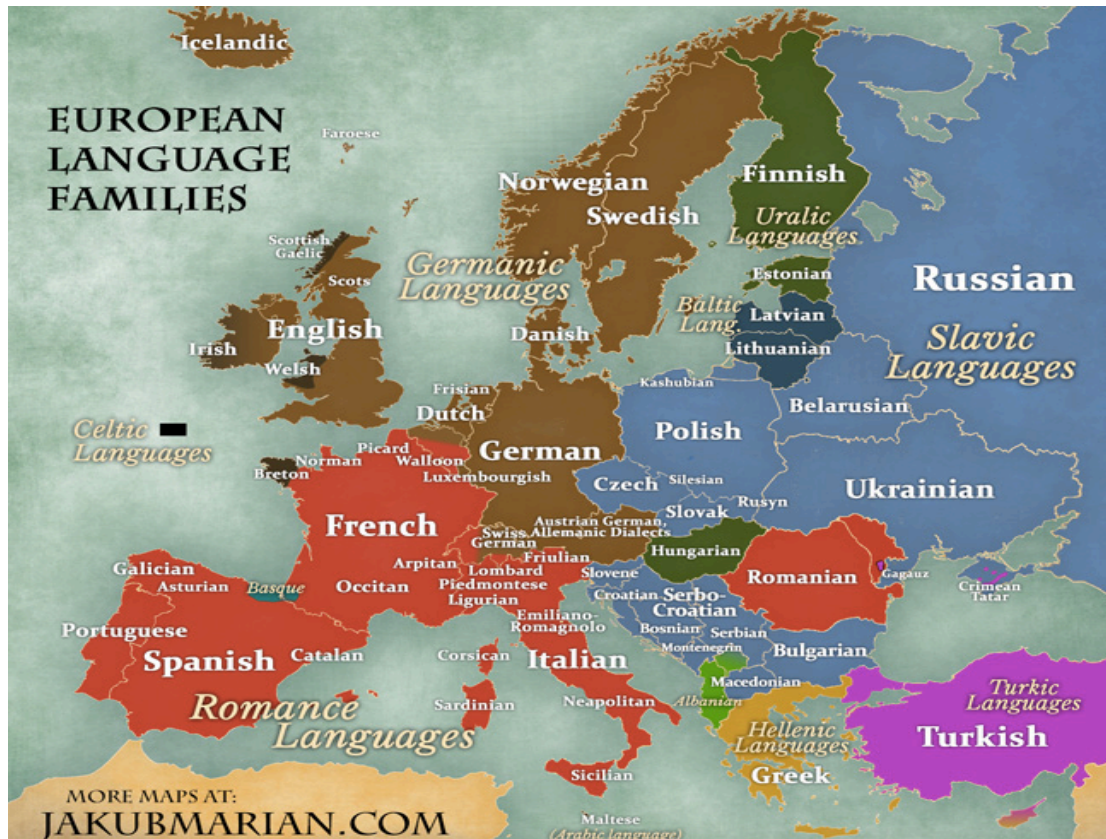 Icelandic
EUROPEAN
LANGUAGE
FAMILIES
Faroese
Norwegian
Swedish
Finnish
Uralic
Languages
Scottish
Gaelic
Scots
Germanic
Languages
Estonian
Russian
Baltic
Lang.
Latvian
Lithuanian
Slavic
Languages
English
Irish
Welsh
Danish
Frisian
Dutch
Kashubian
Belarusian
Polish
Celtic
Languages
German
Picard
Norman
Walloon
Breton
Luxembourgish
Czech
Silesian
Slovak
Rusyn
Ukrainian
French
Austrian German,
Allemanic Dialects
Swiss
German
Hungarian
Friulian
Slovene
Arpitan
Lombard
Piedmontese
Ligurian
Occitan
Galician
Asturian
Basque
Romanian
Gagauz
Crimean
Tatar
Croatian
Serbo-
Croatian
Bosnian
Serbian
Montenegrin
Bulgarian
Emiliano-
Romagnolo
Portuguese
Spanish
Catalan
Corsican
Italian
Macedonian
Albanian
Sardinian
Neapolitan
Romance
Languages
Turkic
Languages
Turkish
Hellenic
Languages
Greek
Sicilian
Maltese
(Arabic language)
MORE MAPS AT:
JAKUBMARIAN.COM